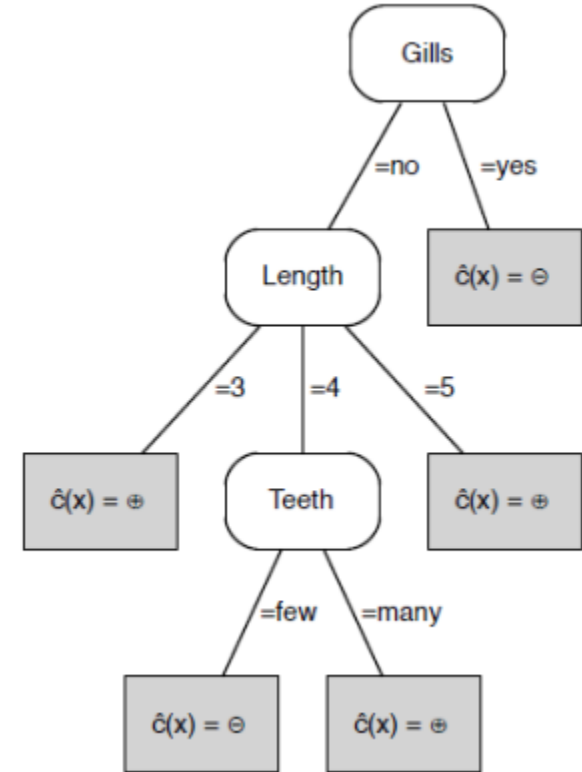 Gills
=no =yes
Length ĉ(x) = ⊖
=3 =4 =5
ĉ(x) = ⊕ Teeth ĉ(x) = ⊕
=few =many
ĉ(x) = ⊖ ĉ(x) = ⊕